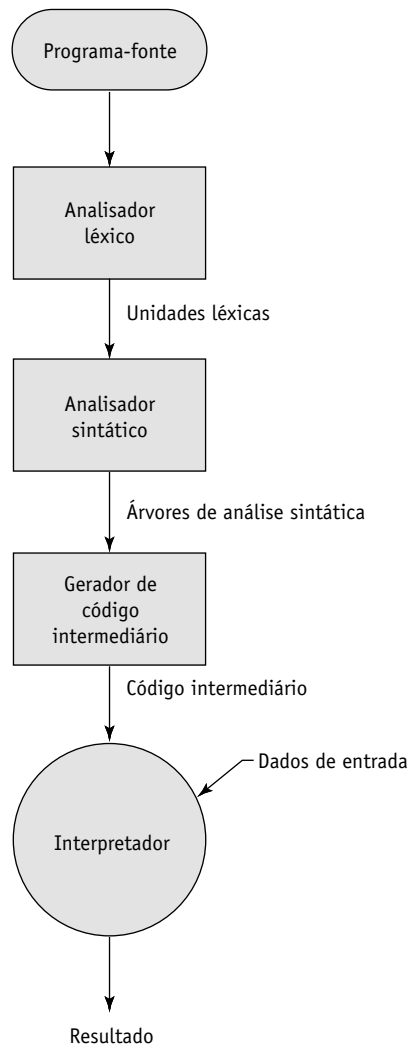 Programa-fonte
Analisador
léxico
Unidades léxicas
Analisador
sintático
Árvores de análise sintática
Gerador de
código
intermediário
Código intermediário
Dados de entrada
Interpretador
Resultado